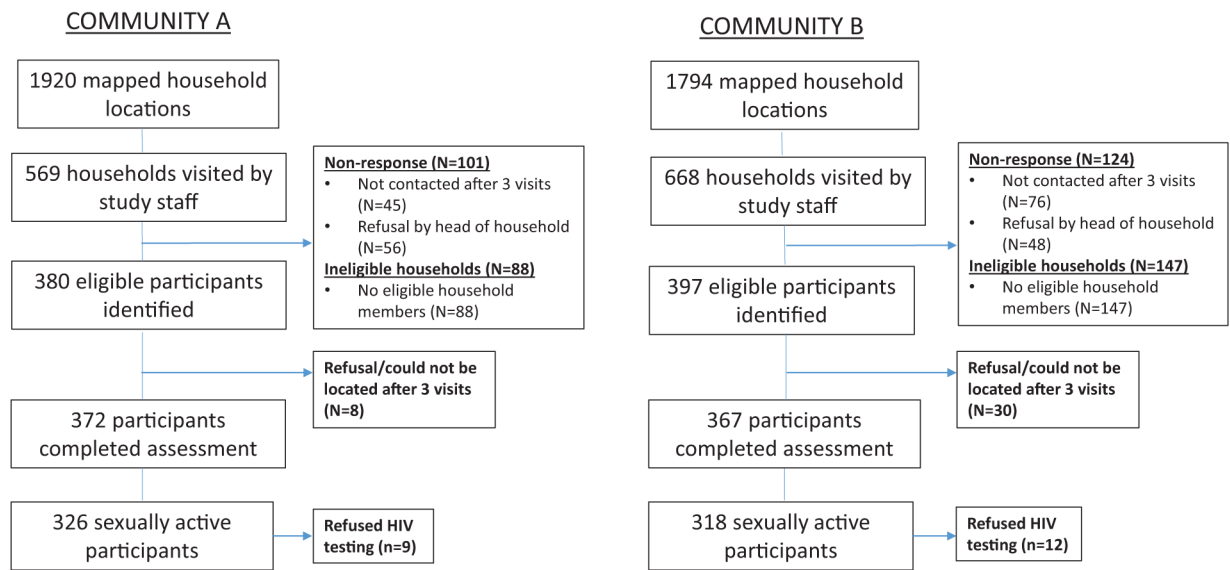 COMMUNITY A
1920 mapped household
locations
569 households visited by
study staff
Non-response (N=101)
• Not contacted after 3 visits
(N=45)
• Refusal by head of household
(N=56)
Ineligible households (N=88)
• No eligible household
members (N=88)
380 eligible participants
identified
Refusal/could not be
located after 3 visits
(N=8)
372 participants
completed assessment
326 sexually active
participants
Refused HIV
testing (n=9)
COMMUNITY B
1794 mapped household
locations
668 households visited by
study staff
Non-response (N=124)
• Not contacted after 3 visits
(N=76)
• Refusal by head of household
(N=48)
Ineligible households (N=147)
• No eligible household
members (N=147)
397 eligible participants
identified
Refusal/could not be
located after 3 visits
(N=30)
367 participants
completed assessment
318 sexually active
participants
Refused HIV
testing (n=12)